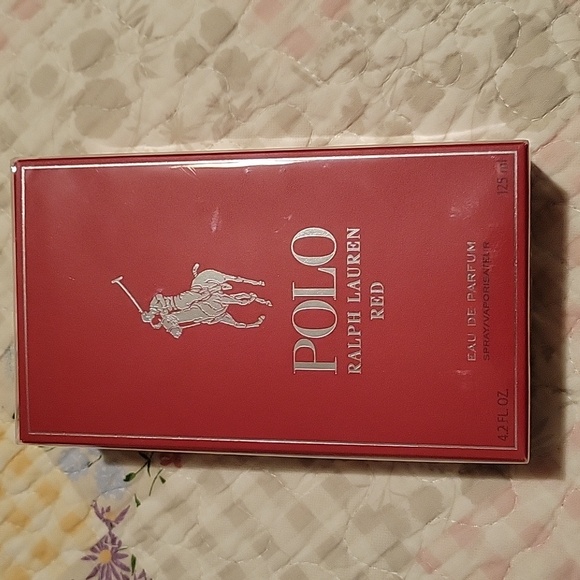 POLO
RALPH LAUREN
RED
EAU DE PARFUM
SPRAY/VAPORISATEUR
4.2 FL. OZ. 125 ml